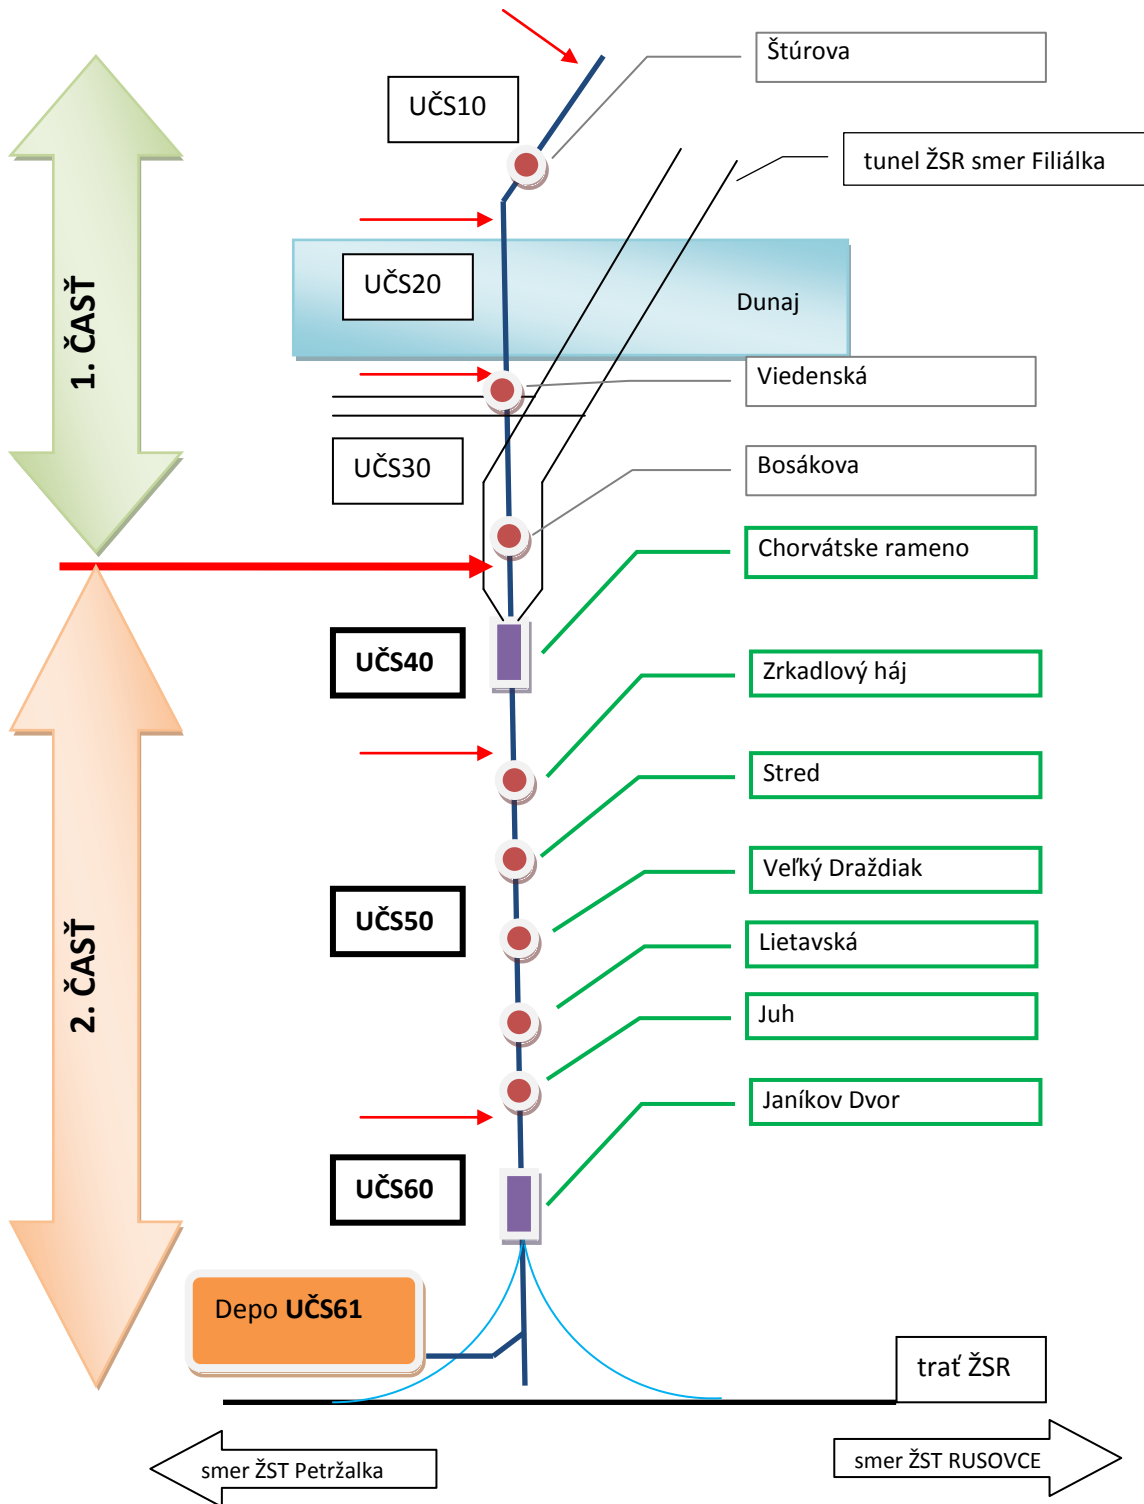 Štúrova
UČS10
tunel ŽSR smer Filiálka
1. ČASŤ
UČS20
Dunaj
Viedenská
UČS30
Bosákova
Chorvátske rameno
UČS40
Zrkadlový háj
Stred
2. ČASŤ
UČS50
Veľký Draždiak
Lietavská
Juh
Janíkov Dvor
UČS60
Depo UČS61
trať ŽSR
smer ŽST Petržalka
smer ŽST RUSOVCE